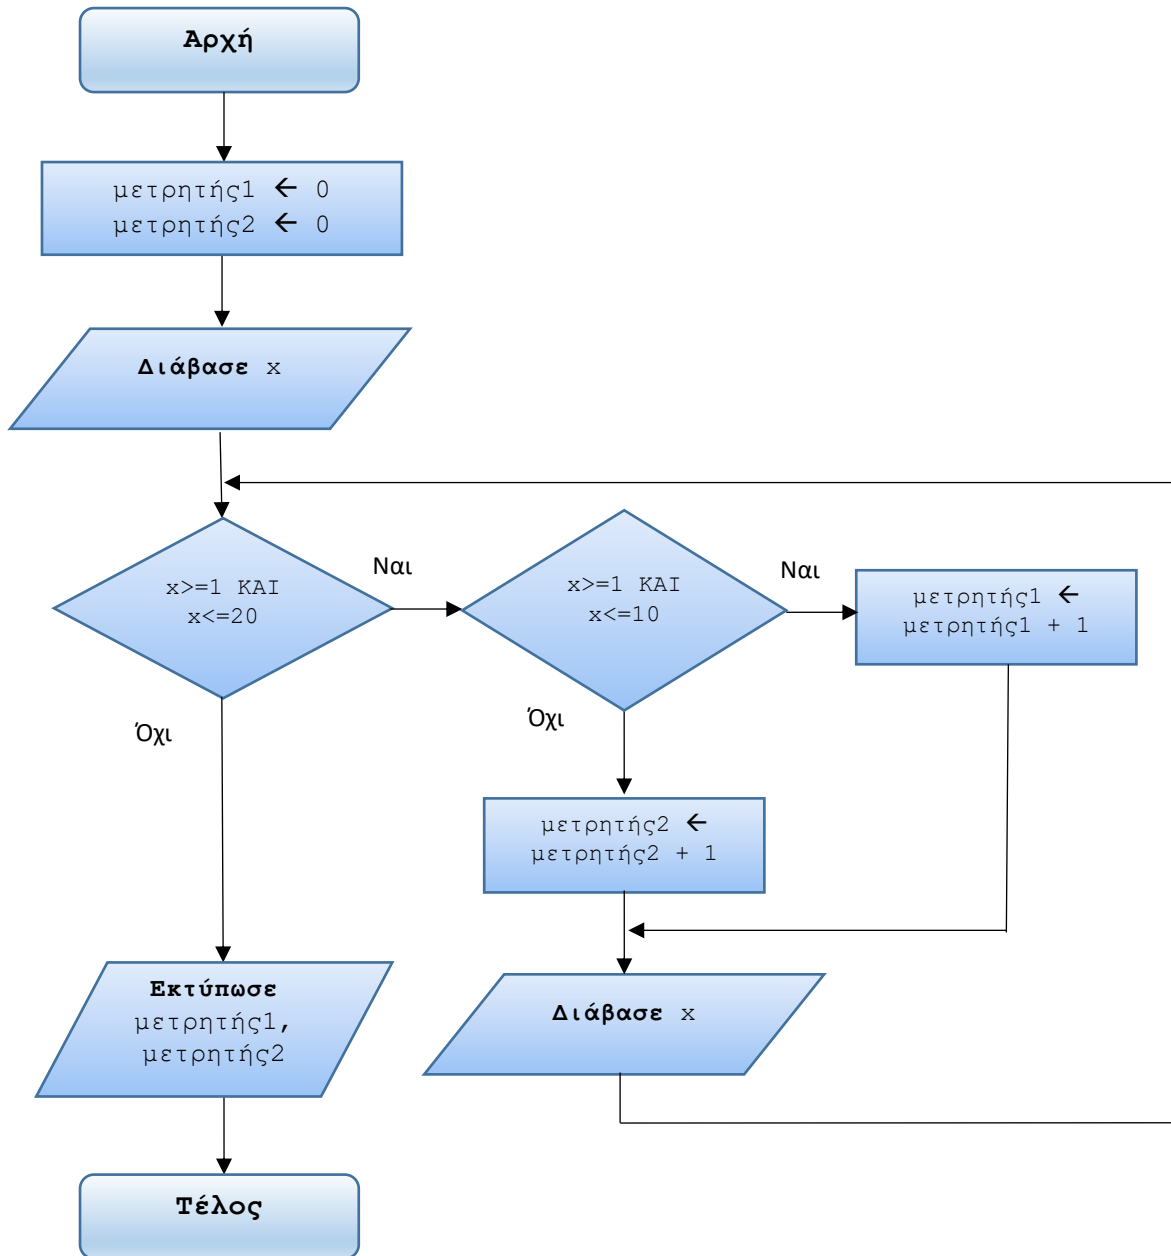 Αρχή
μετρητής1 ← 0
μετρητής2 ← 0
Διάβασε x
x>=1 ΚΑΙ
x<=20
Ναι
x>=1 ΚΑΙ
x<=10
Ναι
μετρητής1 ←
μετρητής1 + 1
Όχι
Όχι
μετρητής2 ←
μετρητής2 + 1
Εκτύπωσε
μετρητής1,
μετρητής2
Διάβασε x
Τέλος